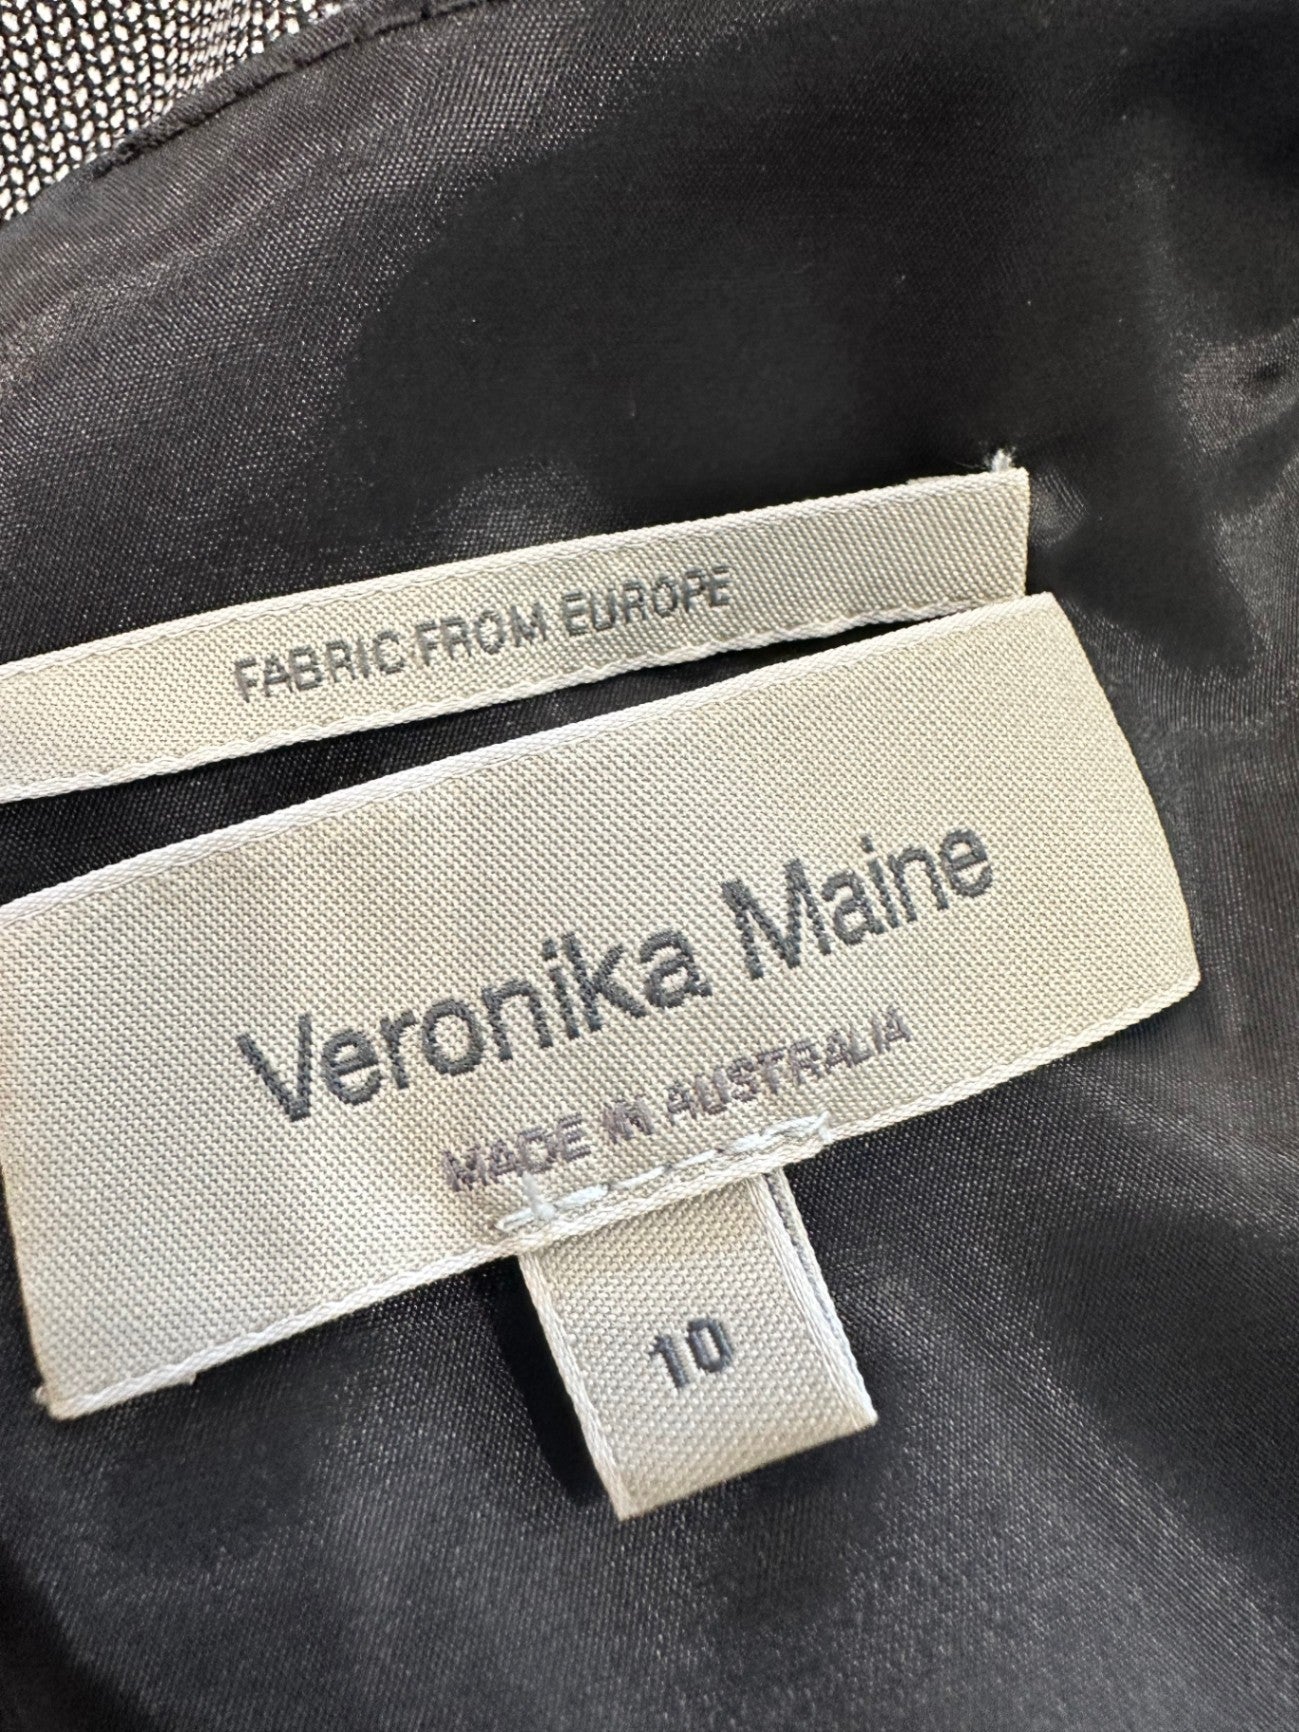 FABRIC FROM EUROPE
Veronika Maine
MADE IN AUSTRALIA
10